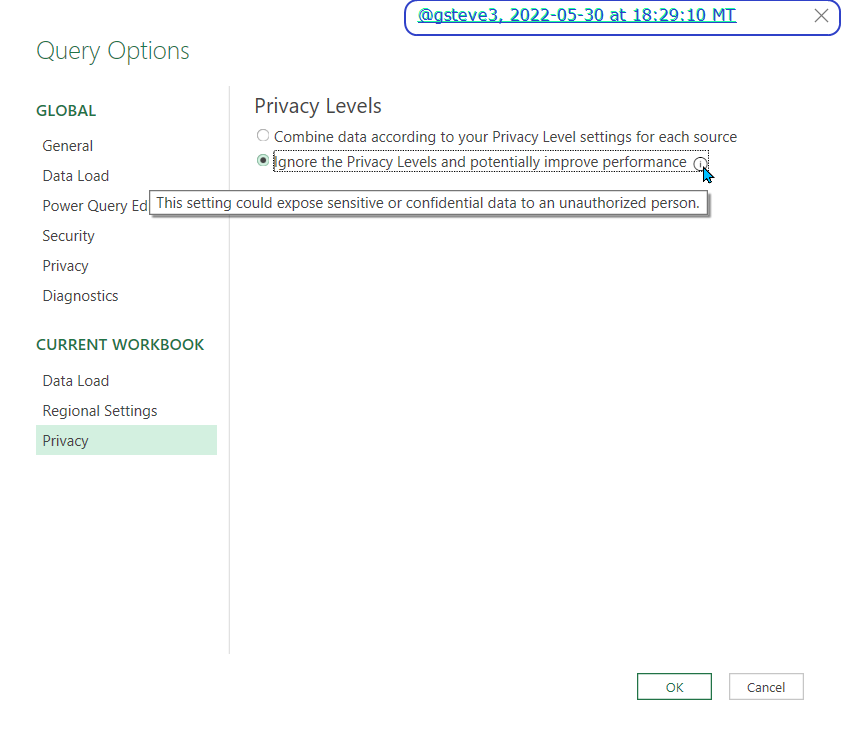 @gsteve3, 2022-05-30 at 18:29:10 MT
Query Options
GLOBAL
General
Data Load
Power Query Ed
Security
Privacy
Diagnostics
CURRENT WORKBOOK
Data Load
Regional Settings
Privacy
Privacy Levels
Combine data according to your Privacy Level settings for each source
Ignore the Privacy Levels and potentially improve performance
This setting could expose sensitive or confidential data to an unauthorized person.
OK
Cancel